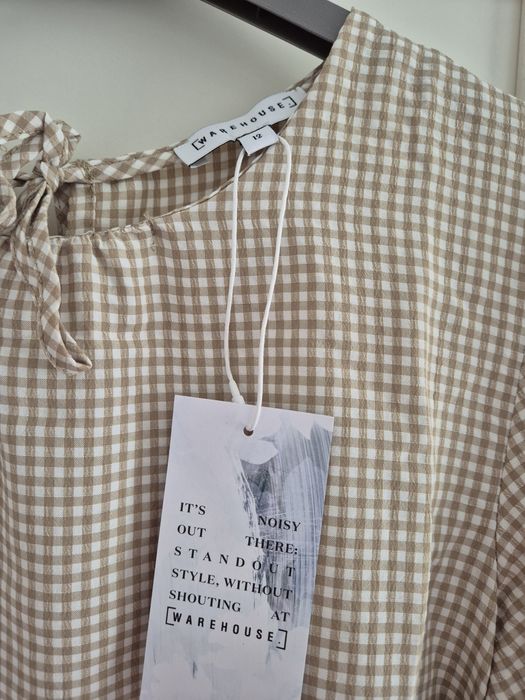 [WAREHOUSE.]
12
IT'S NOISY
OUT THERE:
STANDOUT
STYLE, WITHOUT
SHOUTING AT
[WAREHOUSE.]